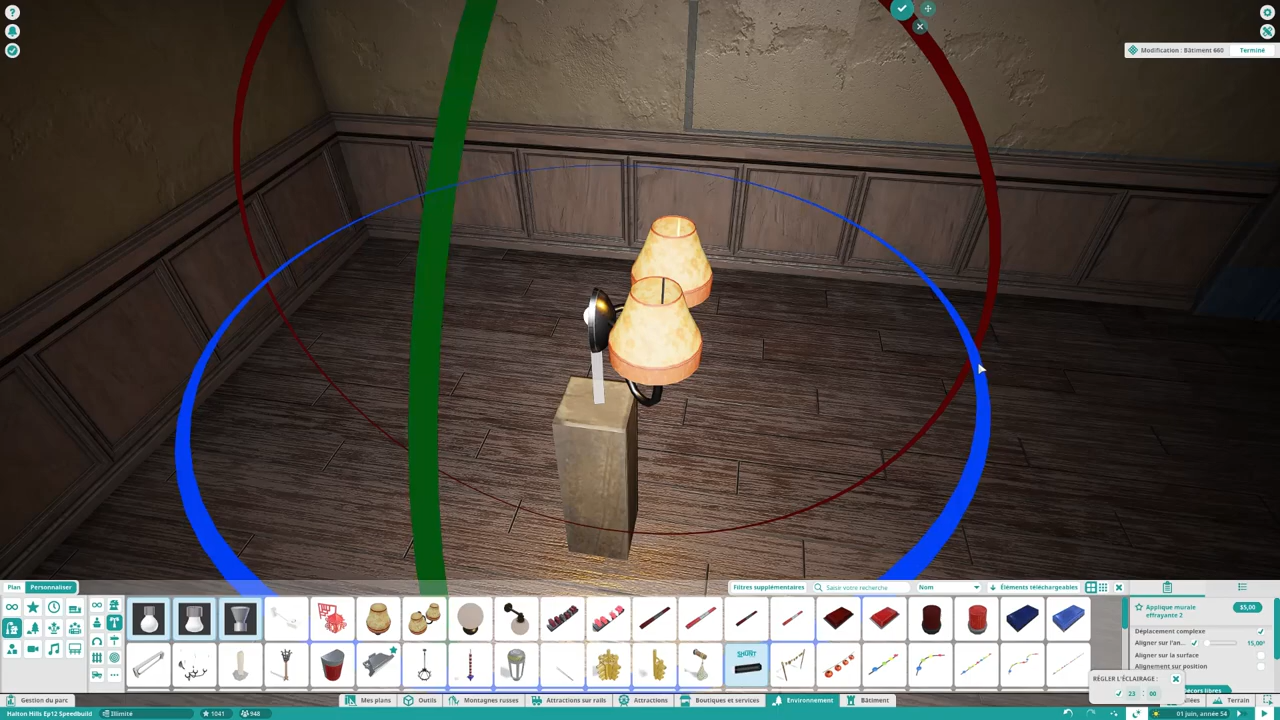 Modification : Bâtiment 660
Terminé
Plan
Personnaliser
Filtres supplémentaires
Saisir votre recherche
Nom
Éléments téléchargeables
SHUNT
Applique murale effrayante 2
$5,00
Déplacement complexe
Aligner sur l'an...
15,00°
Aligner sur la surface
Alignement sur position
RÉGLER L'ÉCLAIRAGE :
23 : 00
Gestion du parc
Mes plans
Outils
Montagnes russes
Attractions sur rails
Attractions
Boutiques et services
Environnement
Bâtiment
Terrain
Halton Hills Ep12 Speedbuild
Illimité
1041
948
01 juin, année 54